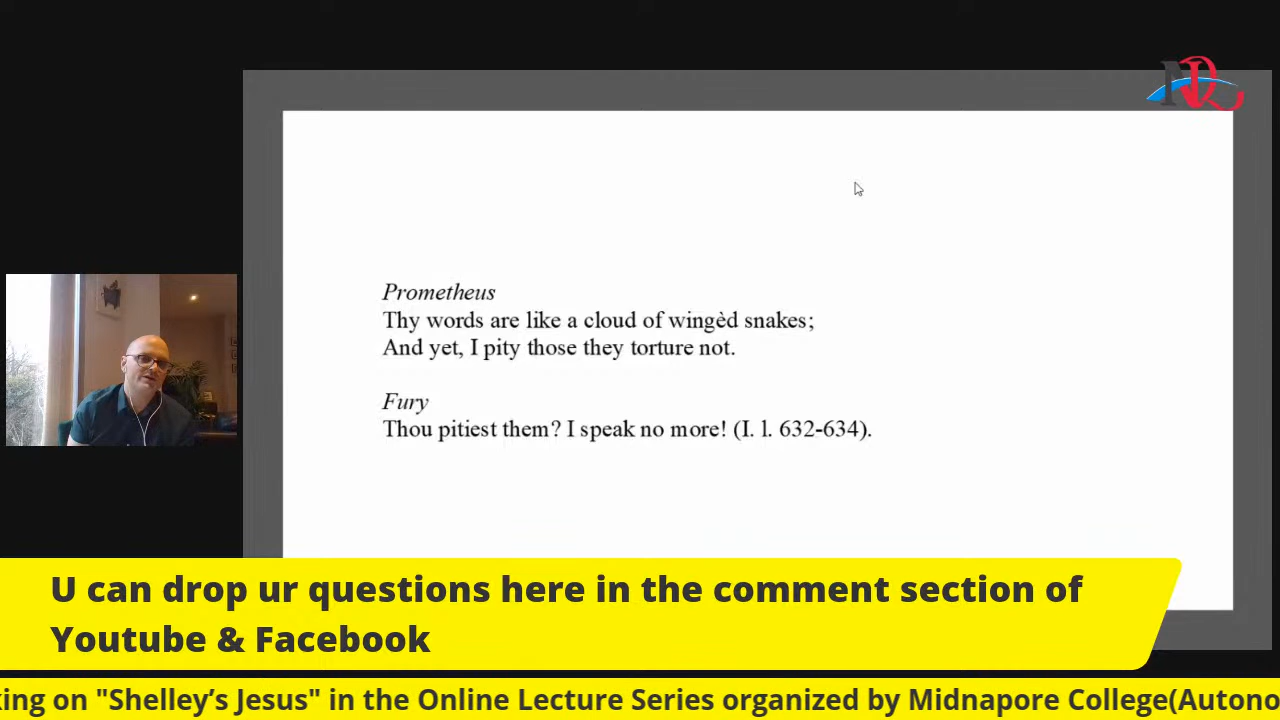 Prometheus
Thy words are like a cloud of wingèd snakes;
And yet, I pity those they torture not.
Fury
Thou pitiest them? I speak no more! (I. l. 632-634).
U can drop ur questions here in the comment section of
Youtube & Facebook
king on "Shelley’s Jesus" in the Online Lecture Series organized by Midnapore College(Autono